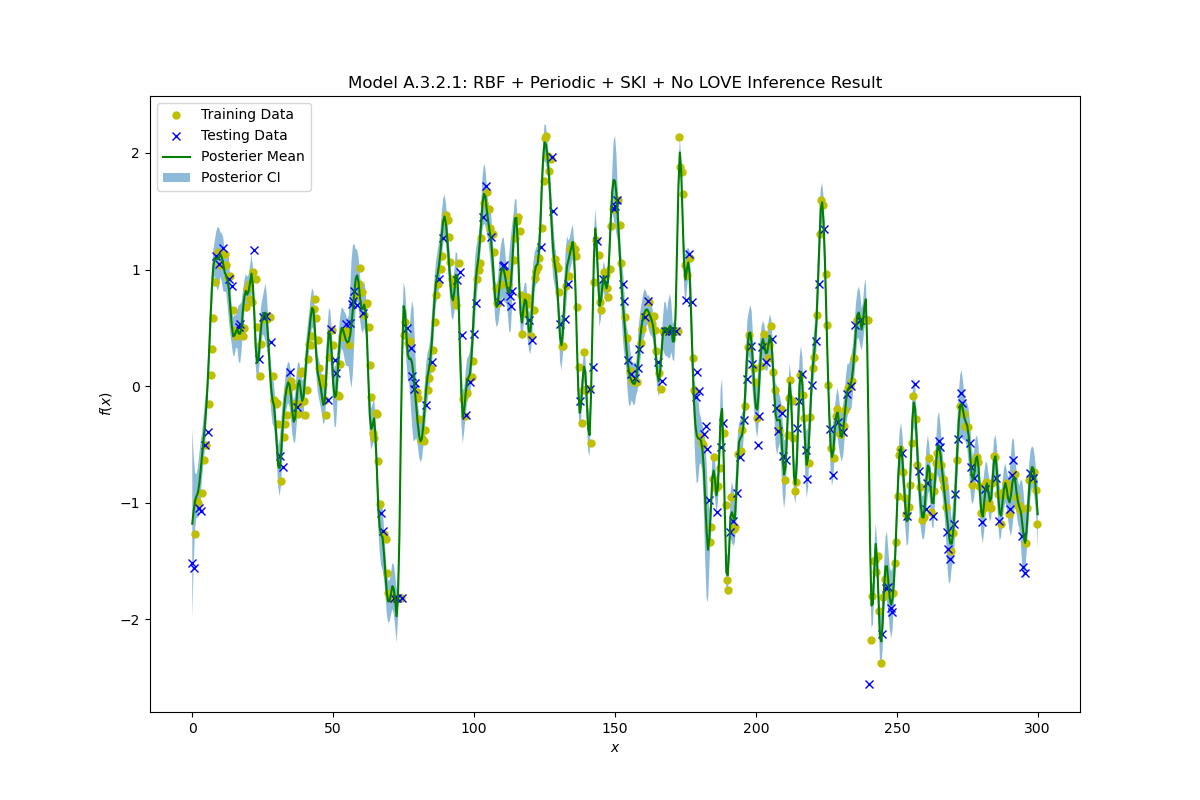 Model A.3.2.1: RBF + Periodic + SKI + No LOVE Inference Result
Training Data
Testing Data
Posterier Mean
Posterior CI
2
1
0
−1
−2
f(x)
0 50 100 150 200 250 300
x